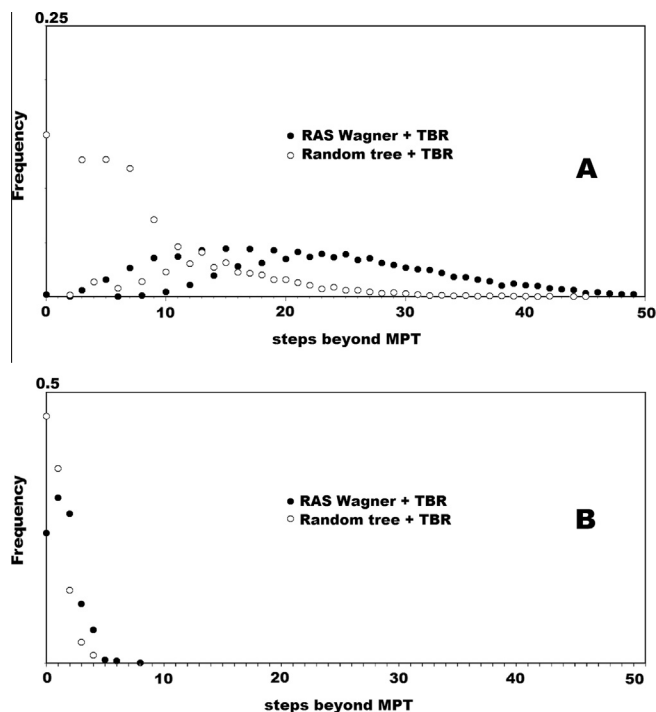 0.25
Frequency
● RAS Wagner + TBR
○ Random tree + TBR
A
0 10 20 30 40 50
steps beyond MPT
0.5
Frequency
● RAS Wagner + TBR
○ Random tree + TBR
B
0 10 20 30 40 50
steps beyond MPT